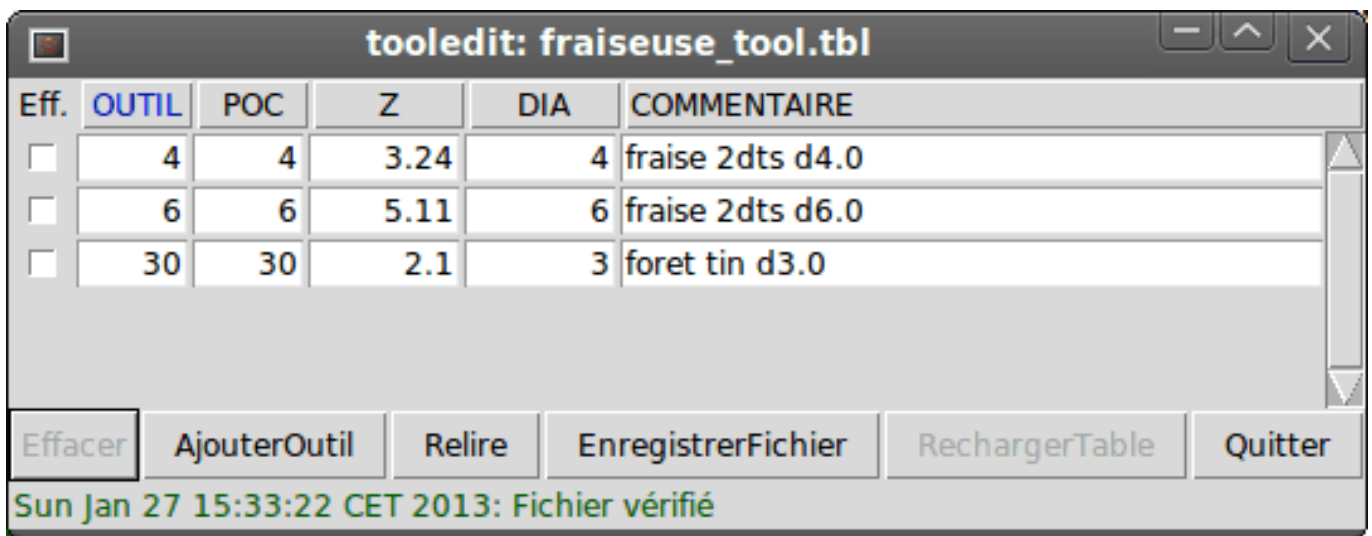 tooledit: fraiseuse_tool.tbl
Eff. OUTIL POC Z DIA COMMENTAIRE
4 4 3.24 4 fraise 2dts d4.0
6 6 5.11 6 fraise 2dts d6.0
30 30 2.1 3 foret tin d3.0
Effacer AjouterOutil Relire EnregistrerFichier RechargerTable Quitter
Sun Jan 27 15:33:22 CET 2013: Fichier vérifié